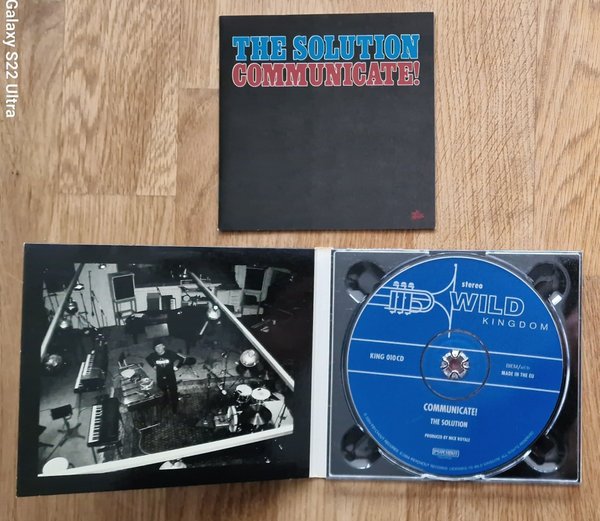 Galaxy S22 Ultra
THE SOLUTION
COMMUNICATE!
stereo
WILD
KINGDOM
KING 010CD
MADE IN THE EU
COMMUNICATE!
THE SOLUTION
PRODUCED BY NICK ROYALE
PSYCHOUT